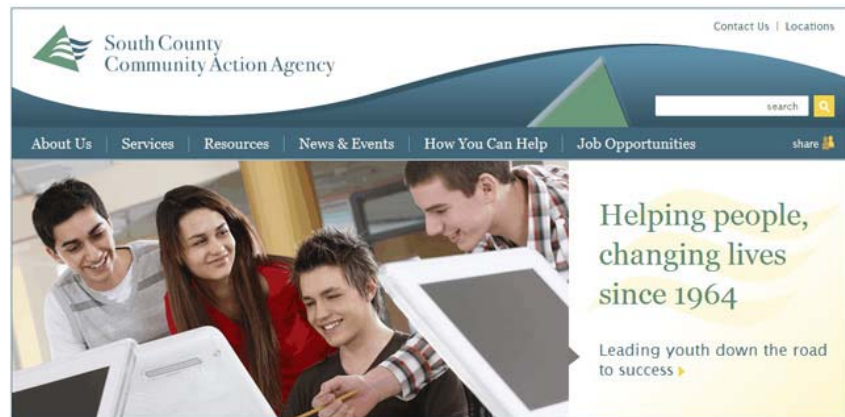 Contact Us | Locations
South County
Community Action Agency
search
About Us | Services | Resources | News & Events | How You Can Help | Job Opportunities
share
Helping people,
changing lives
since 1964
Leading youth down the road
to success